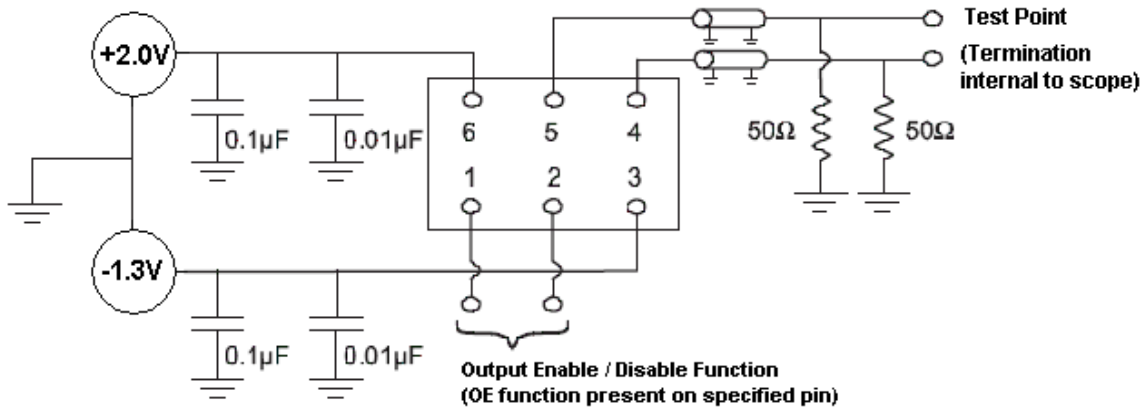 +2.0V
0.1µF
0.01µF
6
5
4
1
2
3
Test Point
(Termination
internal to scope)
50Ω
50Ω
-1.3V
0.1µF
0.01µF
Output Enable / Disable Function
(OE function present on specified pin)